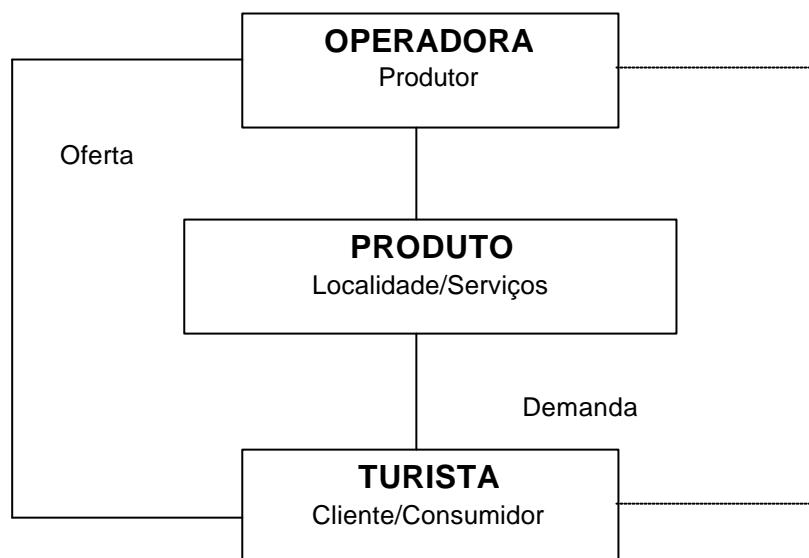 OPERADORA
Produtor
Oferta
PRODUTO
Localidade/Serviços
Demanda
TURISTA
Cliente/Consumidor